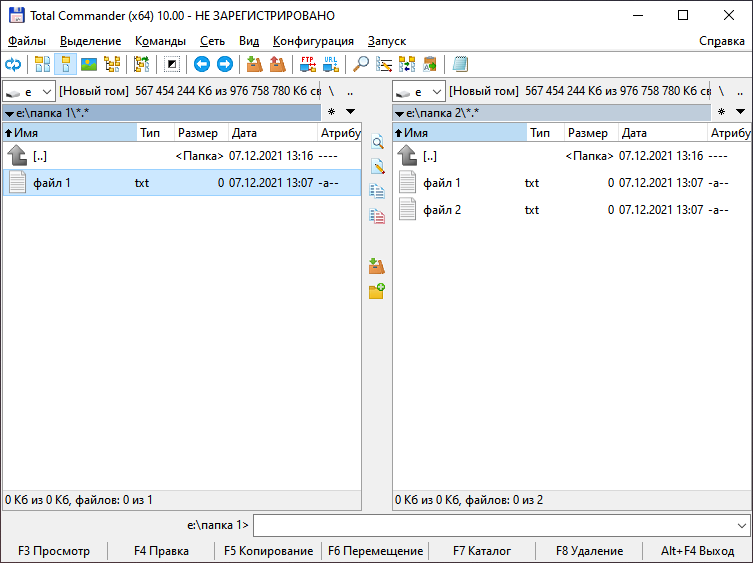 Total Commander (x64) 10.00 - НЕ ЗАРЕГИСТРИРОВАНО
Файлы Выделение Команды Сеть Вид Конфигурация Запуск Справка
FTP URL
e [Новый том] 567 454 244 Кб из 976 758 780 Кб св \ ..
e:\папка 1\*.* *
Имя Тип Размер Дата Атрибу
[..] <Папка> 07.12.2021 13:16 ----
файл 1 txt 0 07.12.2021 13:07 -a--
0 Кб из 0 Кб, файлов: 0 из 1
e [Новый том] 567 454 244 Кб из 976 758 780 Кб св \ ..
e:\папка 2\*.* *
Имя Тип Размер Дата Атрибу
[..] <Папка> 07.12.2021 13:16 ----
файл 1 txt 0 07.12.2021 13:07 -a--
файл 2 txt 0 07.12.2021 13:07 -a--
0 Кб из 0 Кб, файлов: 0 из 2
e:\папка 1>
F3 Просмотр F4 Правка F5 Копирование F6 Перемещение F7 Каталог F8 Удаление Alt+F4 Выход